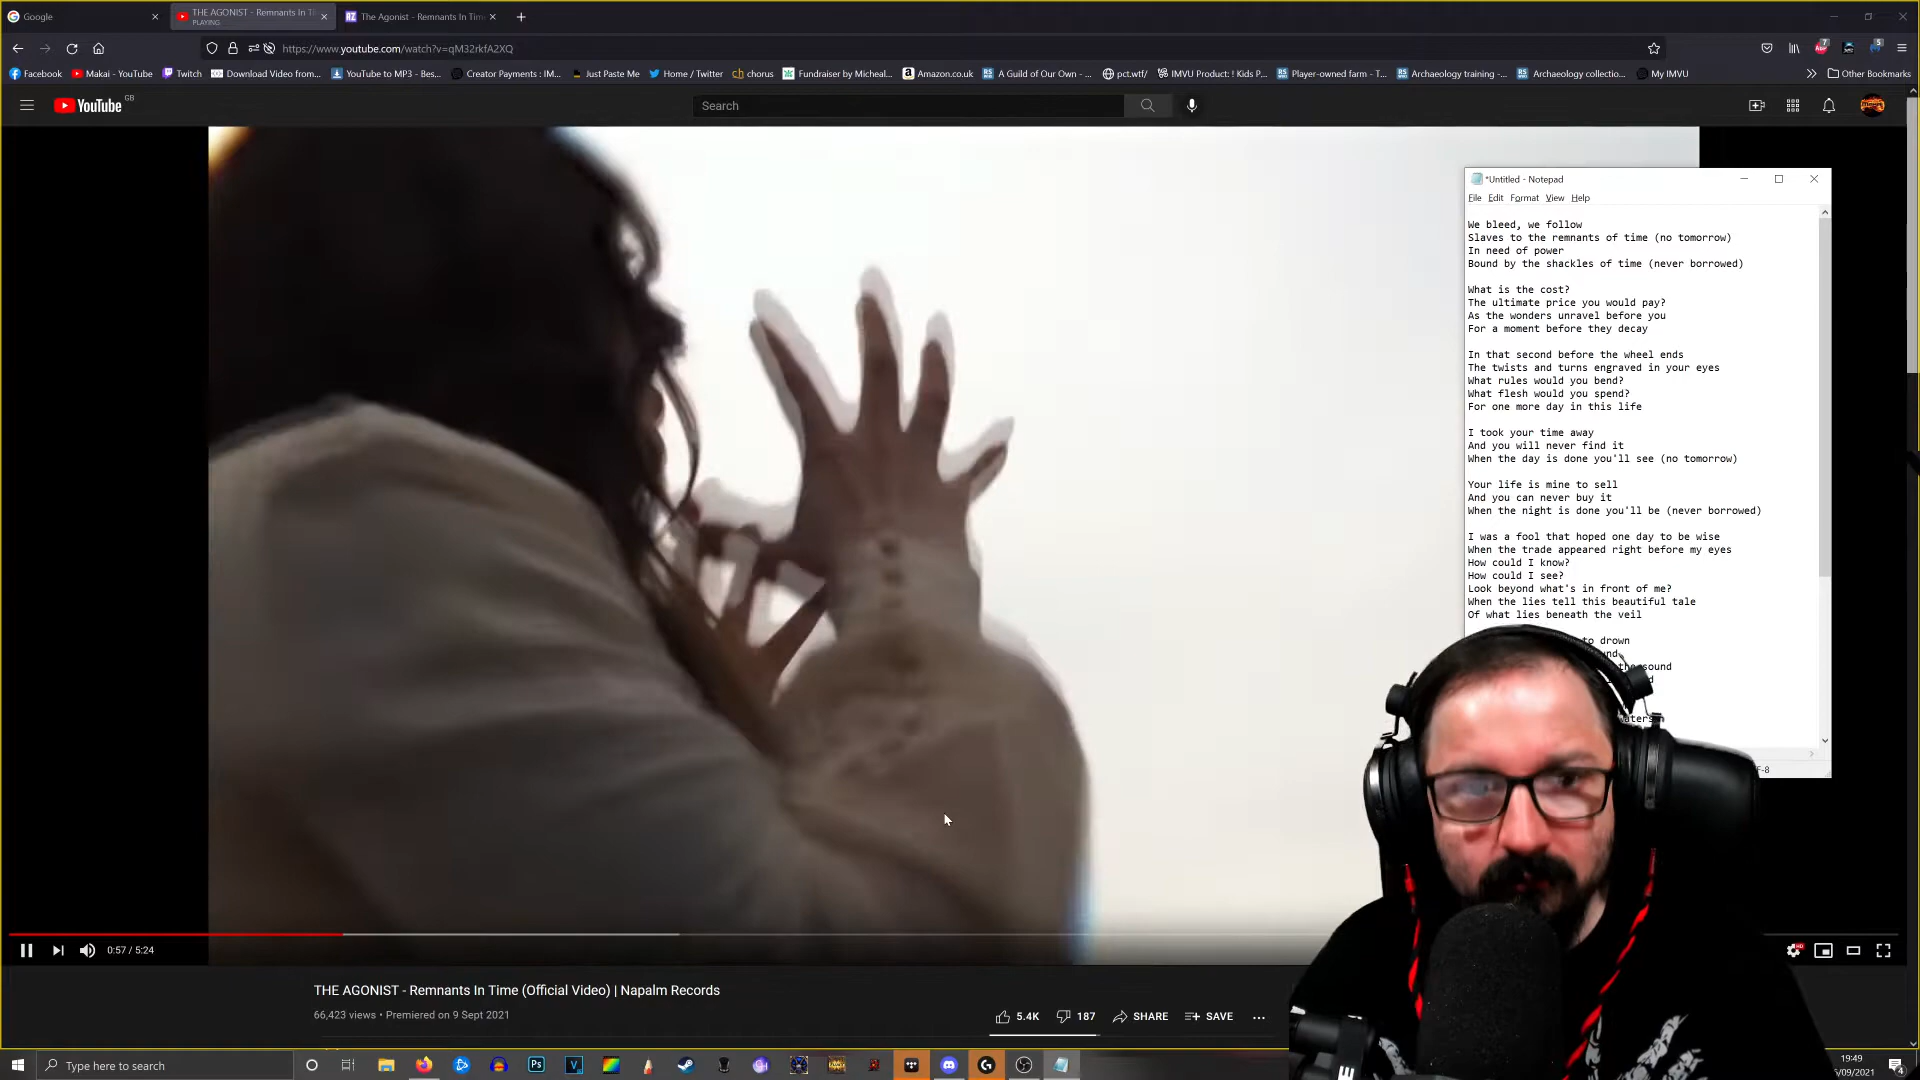 Google
THE AGONIST - Remnants In Ti
PLAYING
The Agonist - Remnants In Time
https://www.youtube.com/watch?v=qM32rkfA2XQ
7
5
Facebook
Makai - YouTube
Twitch
Download Video from...
YouTube to MP3 - Bes...
Creator Payments : IM...
Just Paste Me
Home / Twitter
chorus
Fundraiser by Micheal...
Amazon.co.uk
A Guild of Our Own - ...
pct.wtf/
IMVU Product: ! Kids P...
Player-owned farm - T...
Archaeology training -...
Archaeology collectio...
My IMVU
Other Bookmarks
YouTube GB
Search
*Untitled - Notepad
File Edit Format View Help
We bleed, we follow
Slaves to the remnants of time (no tomorrow)
In need of power
Bound by the shackles of time (never borrowed)
What is the cost?
The ultimate price you would pay?
As the wonders unravel before you
For a moment before they decay
In that second before the wheel ends
The twists and turns engraved in your eyes
What rules would you bend?
What flesh would you spend?
For one more day in this life
I took your time away
And you will never find it
When the day is done you'll see (no tomorrow)
Your life is mine to sell
And you can never buy it
When the night is done you'll be (never borrowed)
I was a fool that hoped one day to be wise
When the trade appeared right before my eyes
How could I know?
How could I see?
Look beyond what's in front of me?
When the lies tell this beautiful tale
Of what lies beneath the veil
to drown
sound
0:57 / 5:24
HD
THE AGONIST - Remnants In Time (Official Video) | Napalm Records
66,423 views • Premiered on 9 Sept 2021
5.4K
187
SHARE
SAVE
Type here to search
Ps
V
19:49
/09/2021
4